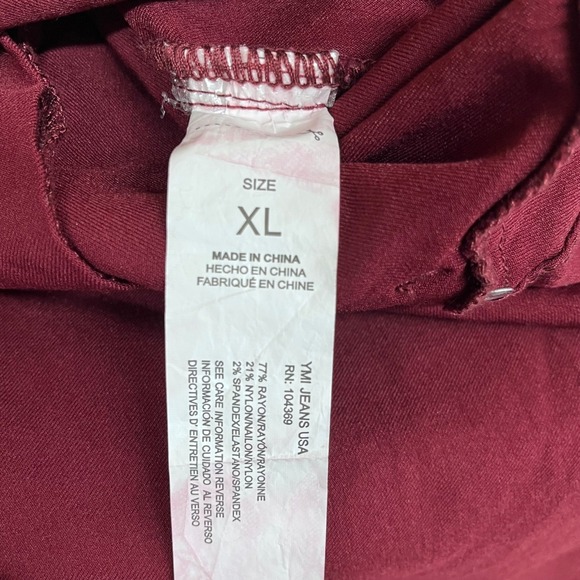 SIZE
XL
MADE IN CHINA
HECHO EN CHINA
FABRIQUÉ EN CHINE
YMI JEANS USA
RN: 104369
77% RAYON/RAYÓN/RAYONNE
21% NYLON/NAILON/NYLON
2% SPANDEX/ELASTANO/SPANDEX
SEE CARE INFORMATION REVERSE
INFORMACIÓN DE CUIDADO AL REVERSO
DIRECTIVES D' ENTRETIEN AU VERSO